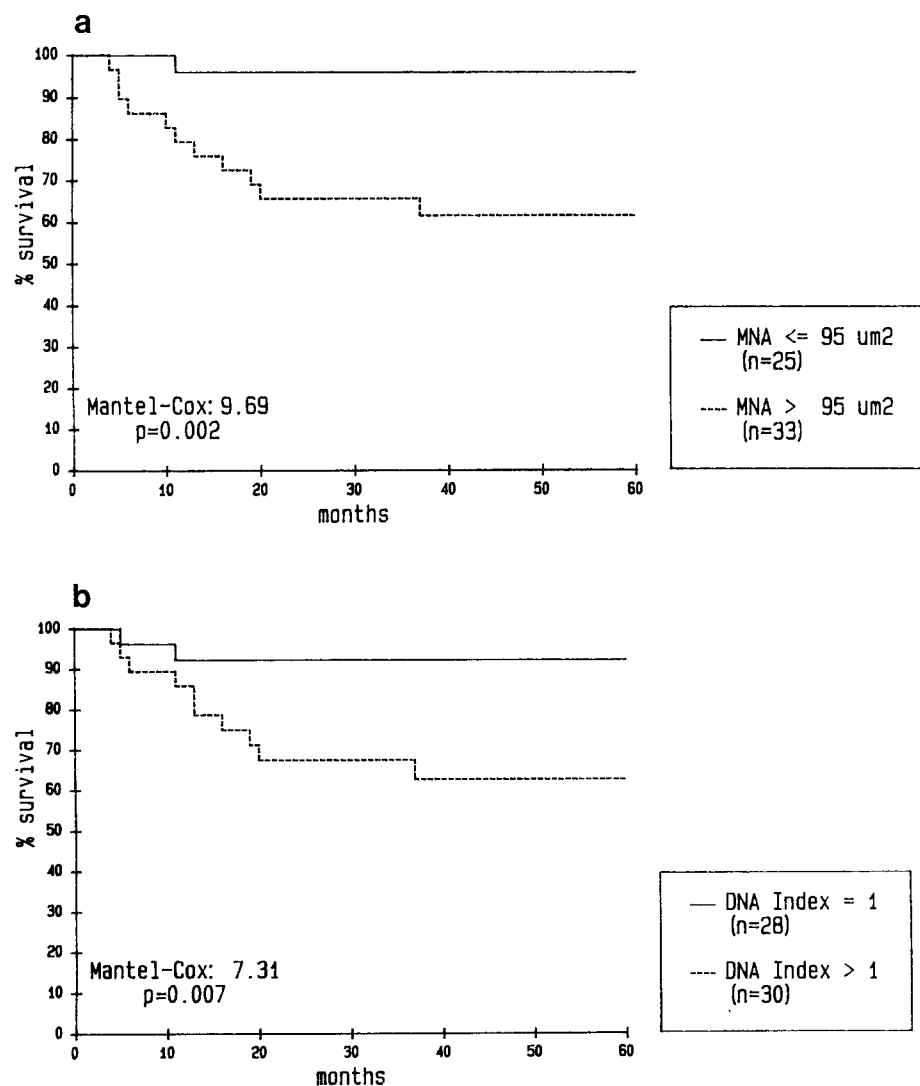 a
100
90
80
70
60
50
40
30
20
10
0
% survival
Mantel-Cox: 9.69
p=0.002
0 10 20 30 40 50 60
months
MNA <= 95 um2
(n=25)
MNA > 95 um2
(n=33)
b
100
90
80
70
60
50
40
30
20
10
0
% survival
Mantel-Cox: 7.31
p=0.007
0 10 20 30 40 50 60
months
DNA Index = 1
(n=28)
DNA Index > 1
(n=30)